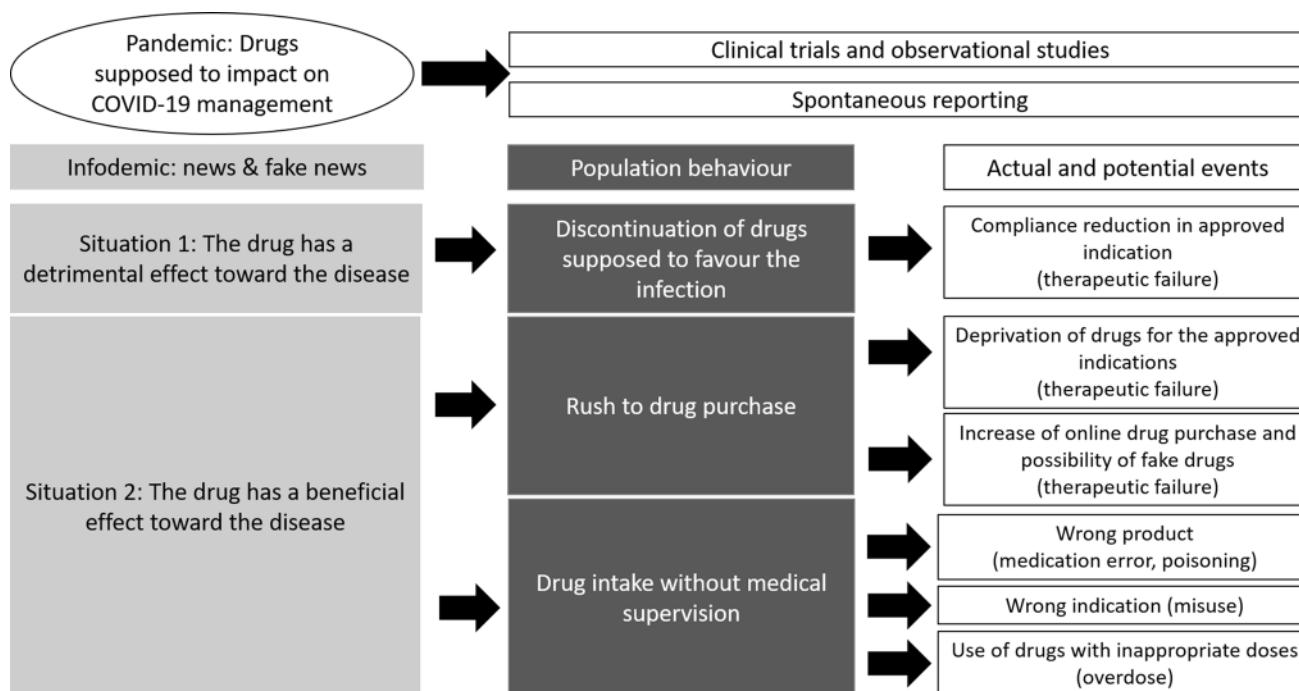 Pandemic: Drugs
supposed to impact on
COVID-19 management
Clinical trials and observational studies
Spontaneous reporting
Infodemic: news & fake news
Population behaviour
Actual and potential events
Situation 1: The drug has a
detrimental effect toward the disease
Discontinuation of drugs
supposed to favour the
infection
Compliance reduction in approved
indication
(therapeutic failure)
Situation 2: The drug has a beneficial
effect toward the disease
Rush to drug purchase
Deprivation of drugs for the approved
indications
(therapeutic failure)
Increase of online drug purchase and
possibility of fake drugs
(therapeutic failure)
Drug intake without medical
supervision
Wrong product
(medication error, poisoning)
Wrong indication (misuse)
Use of drugs with inappropriate doses
(overdose)